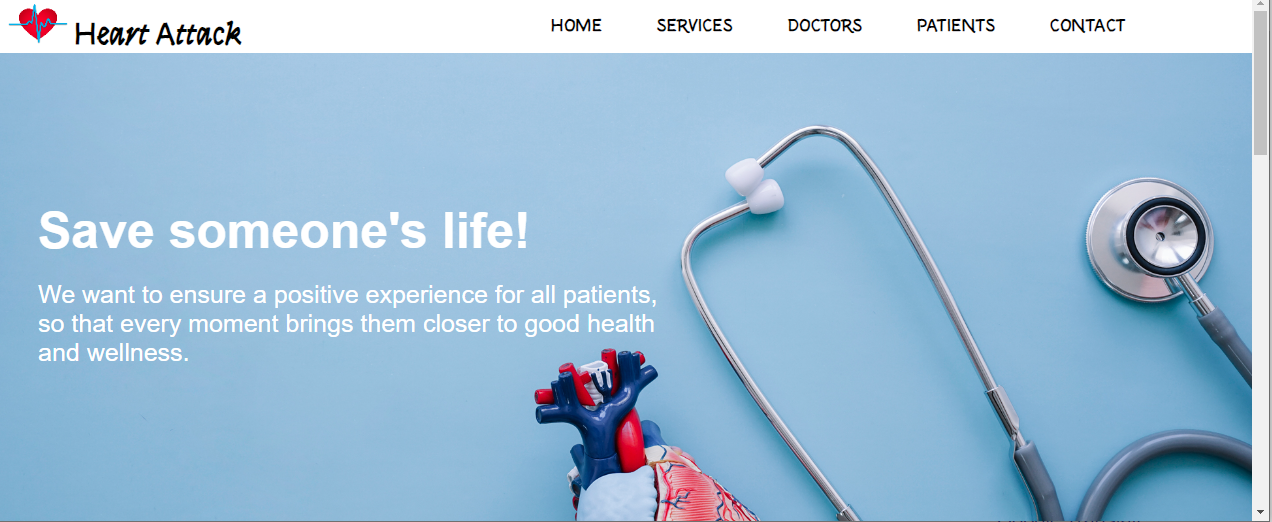 Heart Attack
HOME SERVICES DOCTORS PATIENTS CONTACT
Save someone's life!
We want to ensure a positive experience for all patients,
so that every moment brings them closer to good health
and wellness.